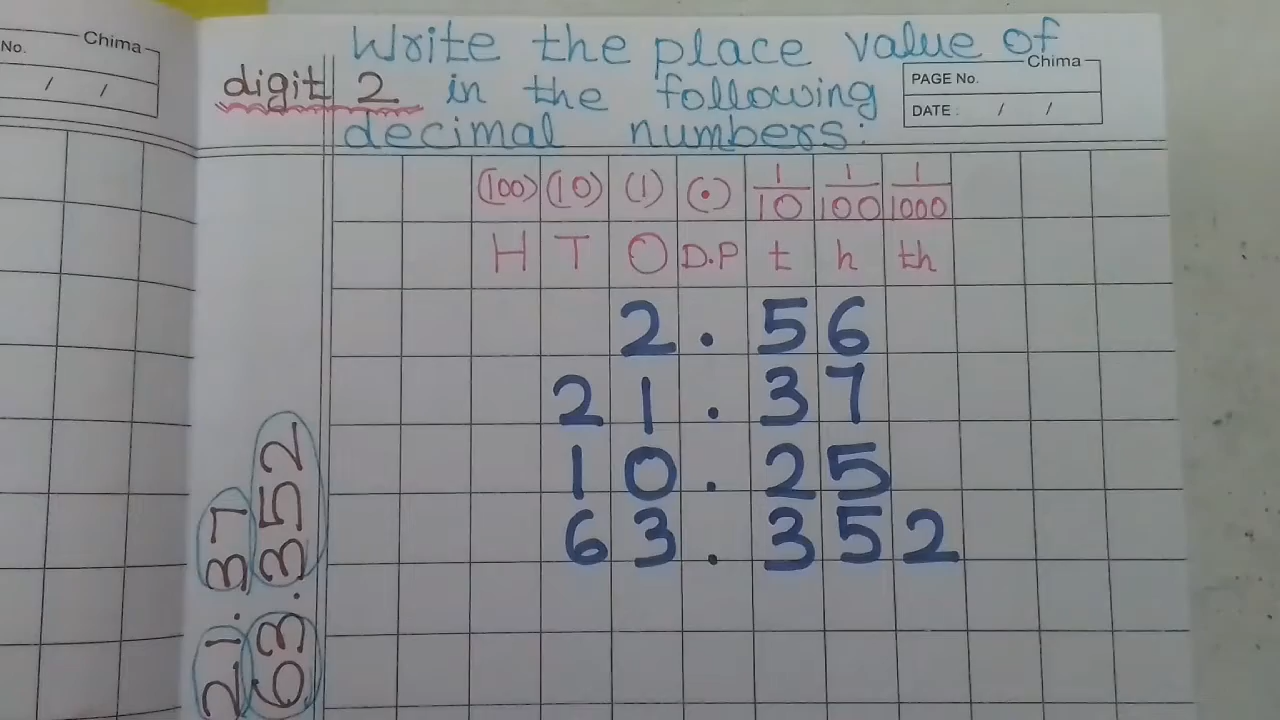 No. Chima
/ /
Write the place value of
digit 2 in the following
decimal numbers:
Chima
PAGE No.
DATE : / /
(100) (10) (1) (•) 1/10 1/100 1/1000
H T O D.P t h th
2 . 5 6
2 1 . 3 7
1 0 . 2 5
6 3 . 3 5 2
21.37
63.352